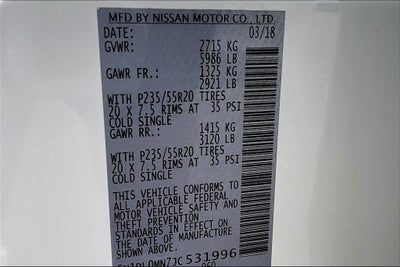 MFD BY NISSAN MOTOR CO., LTD.
DATE: 03/18
GVWR: 2715 KG
5986 LB
GAWR FR.: 1325 KG
2921 LB
WITH P235/55R20 TIRES
20 X 7.5 RIMS AT 35 PSI
COLD SINGLE
GAWR RR.: 1415 KG
3120 LB
WITH P235/55R20 TIRES
20 X 7.5 RIMS AT 35 PSI
COLD SINGLE
THIS VEHICLE CONFORMS TO
ALL APPLICABLE FEDERAL
MOTOR VEHICLE SAFETY AND
THEFT PREVENTION
STANDARDS IN EFFECT ON
THE DATE OF MANUFACTURE
SHOWN ABOVE.
531996